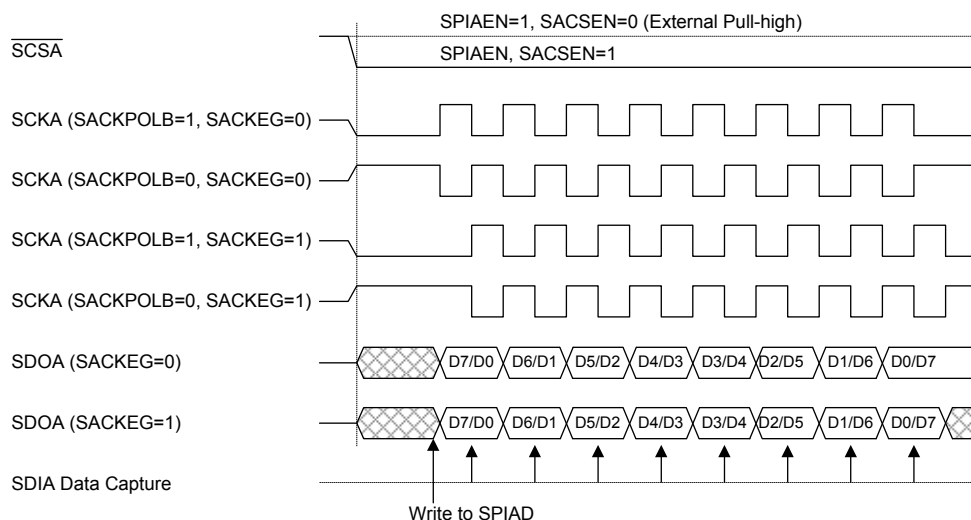 SPIAEN=1, SACSEN=0 (External Pull-high)
SCSA
SPIAEN, SACSEN=1
SCKA (SACKPOLB=1, SACKEG=0)
SCKA (SACKPOLB=0, SACKEG=0)
SCKA (SACKPOLB=1, SACKEG=1)
SCKA (SACKPOLB=0, SACKEG=1)
SDOA (SACKEG=0) D7/D0 D6/D1 D5/D2 D4/D3 D3/D4 D2/D5 D1/D6 D0/D7
SDOA (SACKEG=1) D7/D0 D6/D1 D5/D2 D4/D3 D3/D4 D2/D5 D1/D6 D0/D7
SDIA Data Capture
Write to SPIAD